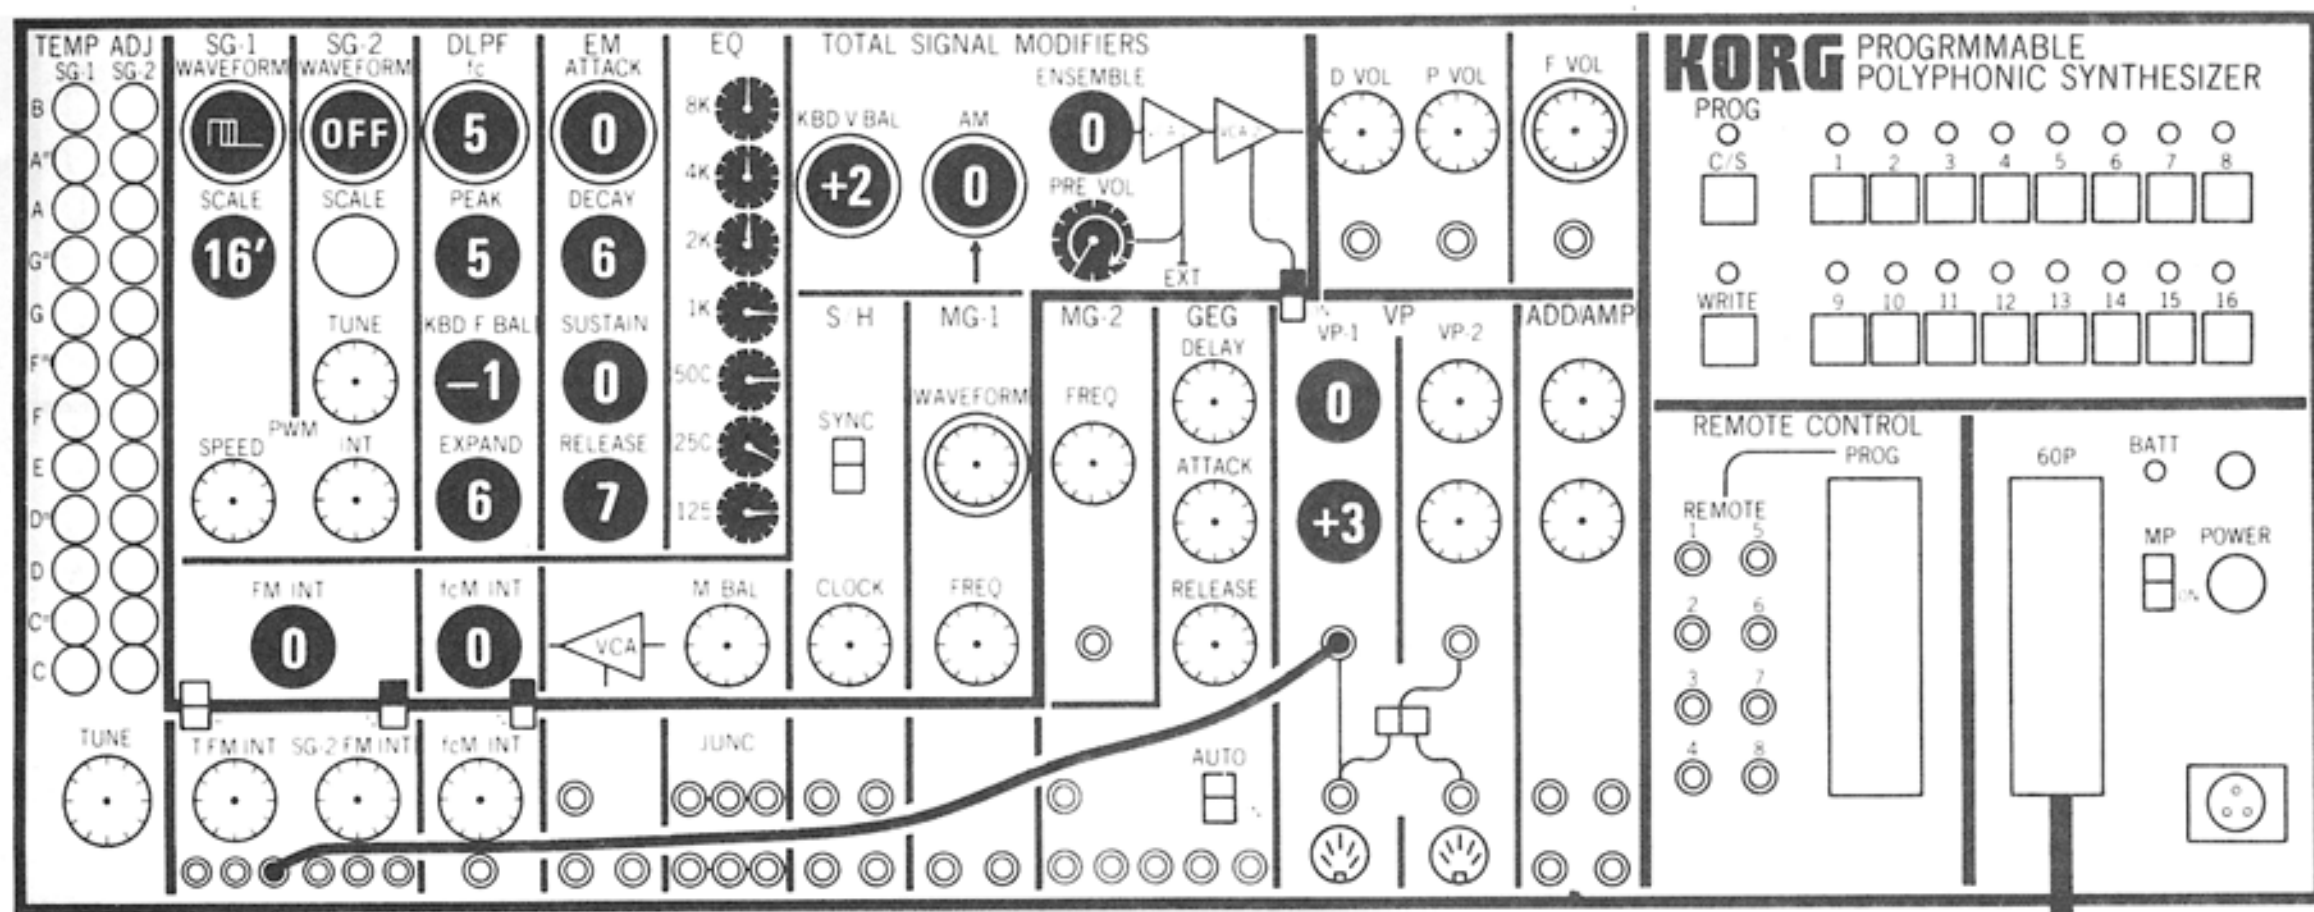 TEMP ADJ
SG-1 SG-2
B
A#
A
G#
G
F#
F
E
D#
D
C#
C
TUNE
SG-1
WAVEFORM
SCALE
16'
SPEED
PWM
SG-2
WAVEFORM
OFF
SCALE
TUNE
INT
DLPF
fc
5
PEAK
5
KBD F BAL
-1
EXPAND
6
EM
ATTACK
0
DECAY
6
SUSTAIN
0
RELEASE
7
EQ
8K
4K
2K
1K
500
250
125
FM INT
0
fcM INT
0
VCA
M BAL
T FM INT
SG-2 FM INT
fcM INT
JUNC
TOTAL SIGNAL MODIFIERS
KBD V BAL
+2
AM
0
ENSEMBLE
0
VCA 2
PRE VOL
EXT
S/H
SYNC
CLOCK
MG-1
WAVEFORM
FREQ
MG-2
FREQ
GEG
DELAY
ATTACK
RELEASE
AUTO
VP
VP-1
0
+3
VP-2
ADD/AMP
D VOL
P VOL
F VOL
KORG PROGRMMABLE
POLYPHONIC SYNTHESIZER
PROG
C/S
1 2 3 4 5 6 7 8
WRITE
9 10 11 12 13 14 15 16
REMOTE CONTROL
PROG
REMOTE
1 5
2 6
3 7
4 8
60P
BATT
MP
ON
POWER